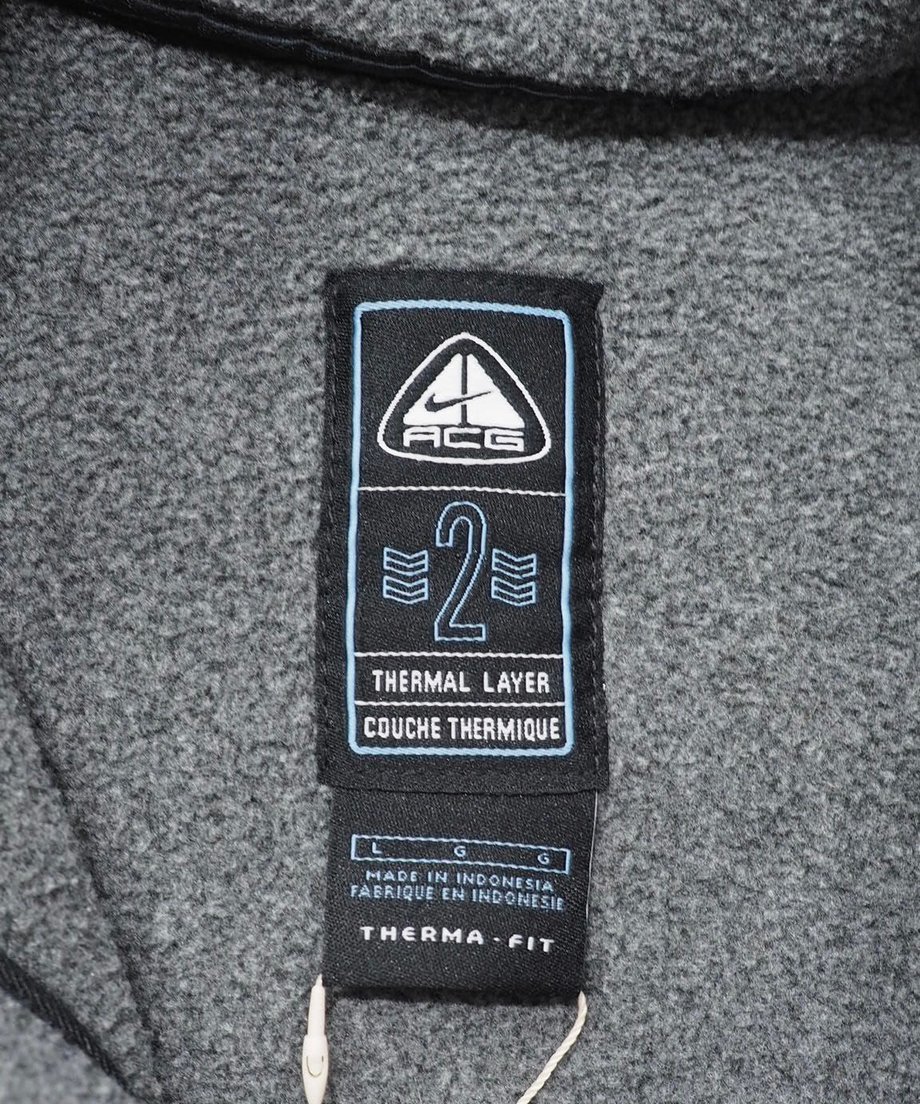 ACG
2
THERMAL LAYER
COUCHE THERMIQUE
L G G
MADE IN INDONESIA
FABRIQUE EN INDONESIE
THERMA-FIT